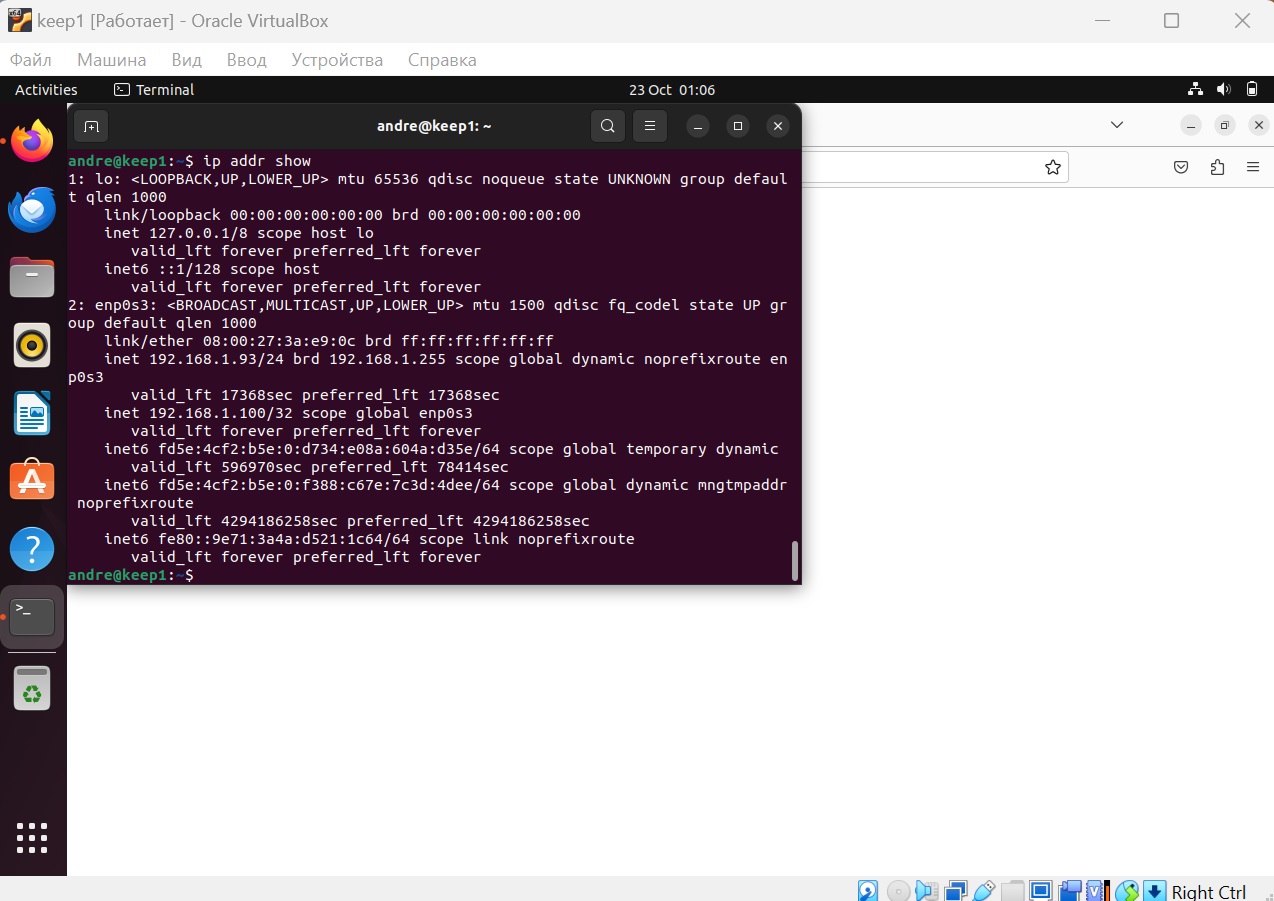 keep1 [Работает] - Oracle VirtualBox
Файл Машина Вид Ввод Устройства Справка
Activities Terminal 23 Oct 01:06
andre@keep1: ~
andre@keep1:~$ ip addr show
1: lo: <LOOPBACK,UP,LOWER_UP> mtu 65536 qdisc noqueue state UNKNOWN group defaul
t qlen 1000
    link/loopback 00:00:00:00:00:00 brd 00:00:00:00:00:00
    inet 127.0.0.1/8 scope host lo
       valid_lft forever preferred_lft forever
    inet6 ::1/128 scope host
       valid_lft forever preferred_lft forever
2: enp0s3: <BROADCAST,MULTICAST,UP,LOWER_UP> mtu 1500 qdisc fq_codel state UP gr
oup default qlen 1000
    link/ether 08:00:27:3a:e9:0c brd ff:ff:ff:ff:ff:ff
    inet 192.168.1.93/24 brd 192.168.1.255 scope global dynamic noprefixroute en
p0s3
       valid_lft 17368sec preferred_lft 17368sec
    inet 192.168.1.100/32 scope global enp0s3
       valid_lft forever preferred_lft forever
    inet6 fd5e:4cf2:b5e:0:d734:e08a:604a:d35e/64 scope global temporary dynamic
       valid_lft 596970sec preferred_lft 78414sec
    inet6 fd5e:4cf2:b5e:0:f388:c67e:7c3d:4dee/64 scope global dynamic mngtmpaddr
 noprefixroute
       valid_lft 4294186258sec preferred_lft 4294186258sec
    inet6 fe80::9e71:3a4a:d521:1c64/64 scope link noprefixroute
       valid_lft forever preferred_lft forever
andre@keep1:~$
Right Ctrl